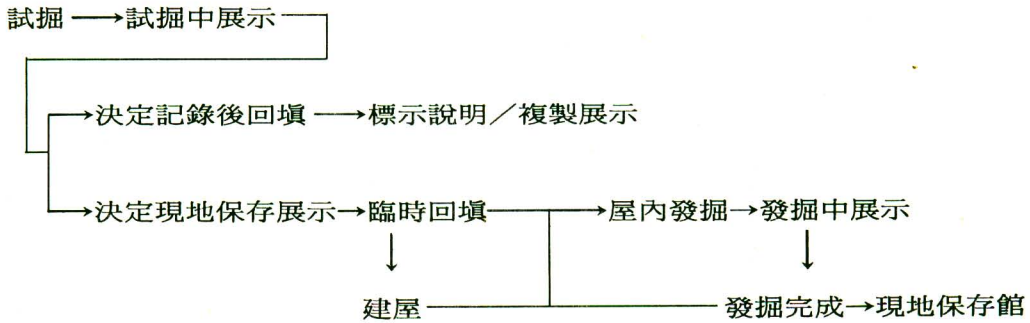 試掘→試掘中展示
→決定記錄後回塡→標示說明／複製展示
→決定現地保存展示→臨時回塡→屋內發掘→發掘中展示
↓ ↓
建屋 發掘完成→現地保存館